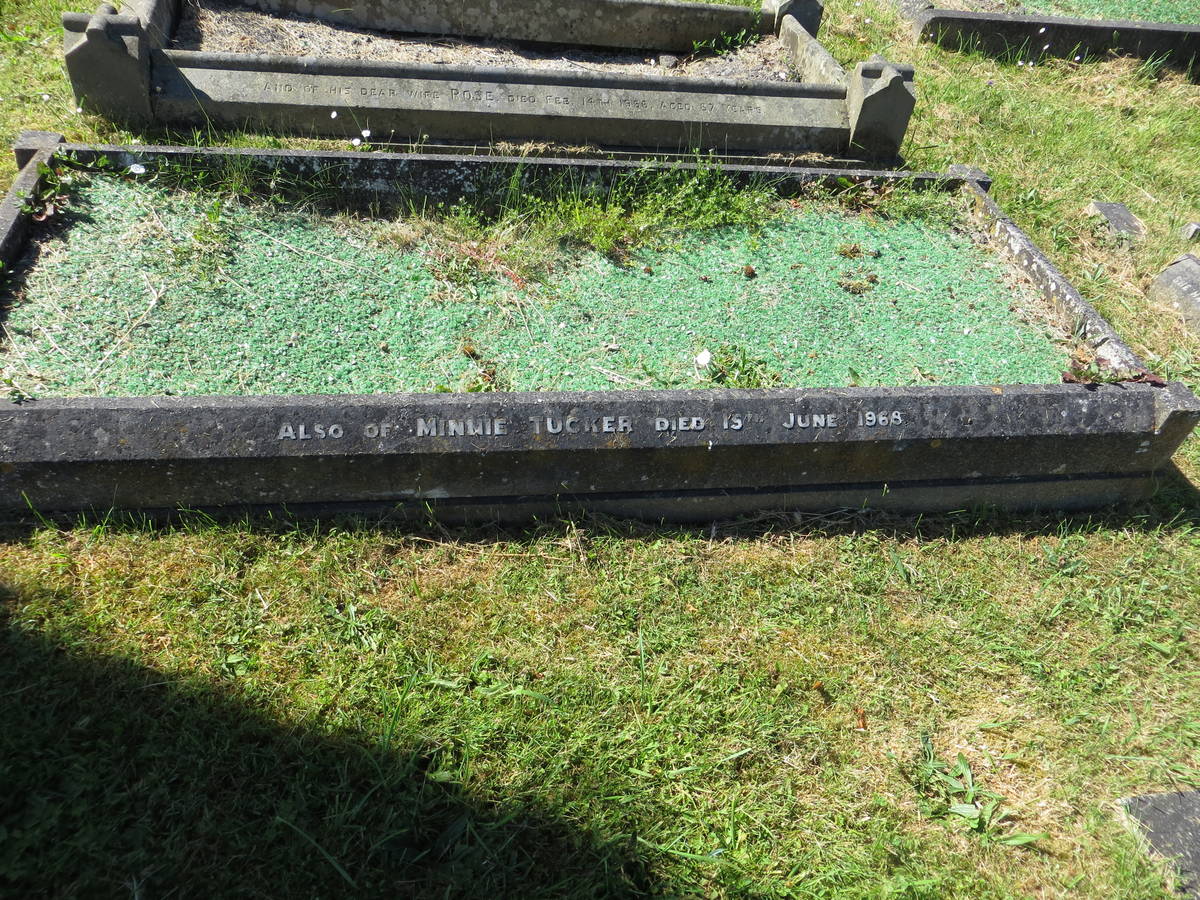 AND OF HIS DEAR WIFE ROSE, DIED FEB. 14TH 1966, AGED 87 YEARS
ALSO OF MINNIE TUCKER DIED 15TH JUNE 1968